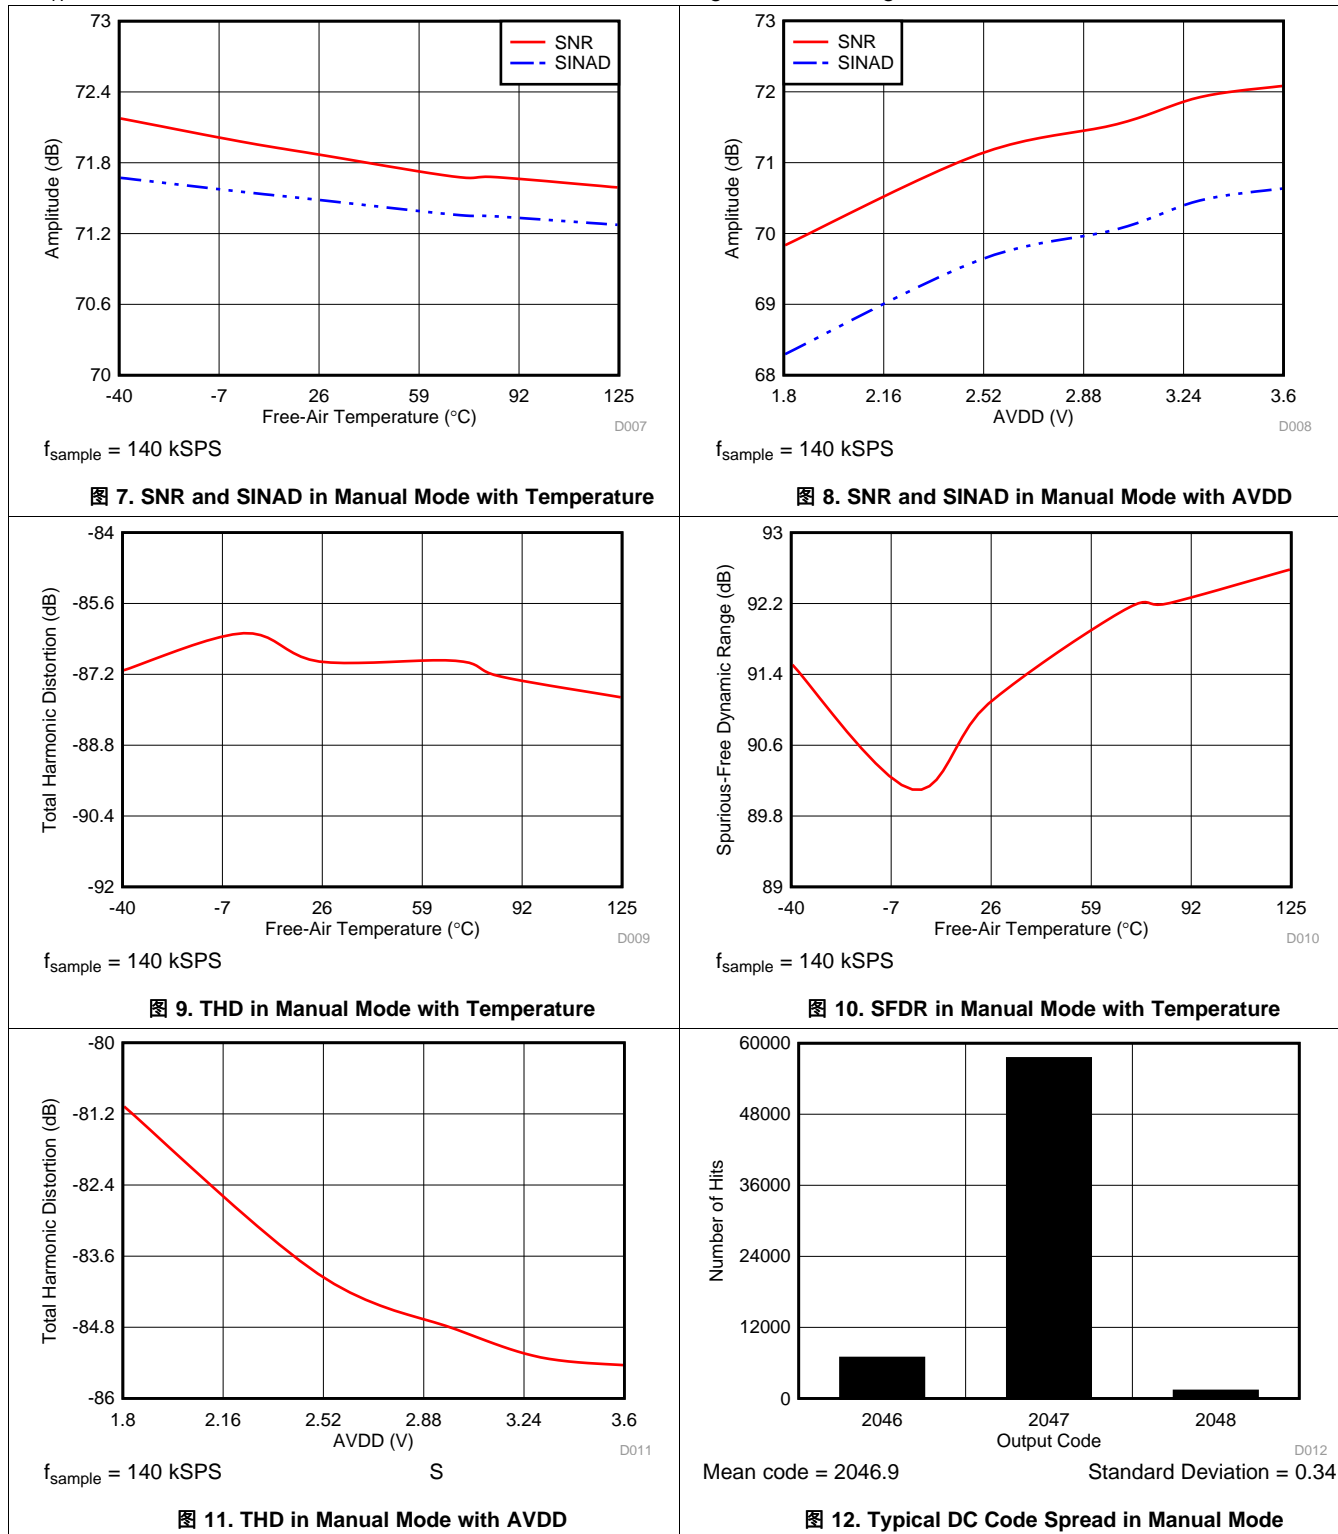 73
72.4
71.8
71.2
70.6
70
Amplitude (dB)
SNR
SINAD
-40 -7 26 59 92 125
Free-Air Temperature (°C)
D007
fsample = 140 kSPS
图 7. SNR and SINAD in Manual Mode with Temperature
73
72
71
70
69
68
Amplitude (dB)
SNR
SINAD
1.8 2.16 2.52 2.88 3.24 3.6
AVDD (V)
D008
fsample = 140 kSPS
图 8. SNR and SINAD in Manual Mode with AVDD
-84
-85.6
-87.2
-88.8
-90.4
-92
Total Harmonic Distortion (dB)
-40 -7 26 59 92 125
Free-Air Temperature (°C)
D009
fsample = 140 kSPS
图 9. THD in Manual Mode with Temperature
93
92.2
91.4
90.6
89.8
89
Spurious-Free Dynamic Range (dB)
-40 -7 26 59 92 125
Free-Air Temperature (°C)
D010
fsample = 140 kSPS
图 10. SFDR in Manual Mode with Temperature
-80
-81.2
-82.4
-83.6
-84.8
-86
Total Harmonic Distortion (dB)
1.8 2.16 2.52 2.88 3.24 3.6
AVDD (V)
D011
fsample = 140 kSPS S
图 11. THD in Manual Mode with AVDD
60000
48000
36000
24000
12000
0
Number of Hits
2046 2047 2048
Output Code
D012
Mean code = 2046.9 Standard Deviation = 0.34
图 12. Typical DC Code Spread in Manual Mode